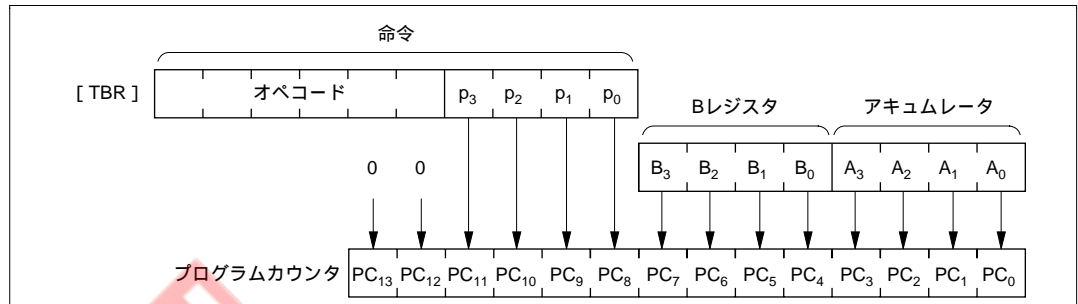 命令
[ TBR ] オペコード p3 p2 p1 p0
Bレジスタ アキュムレータ
0 0 B3 B2 B1 B0 A3 A2 A1 A0
プログラムカウンタ PC13 PC12 PC11 PC10 PC9 PC8 PC7 PC6 PC5 PC4 PC3 PC2 PC1 PC0